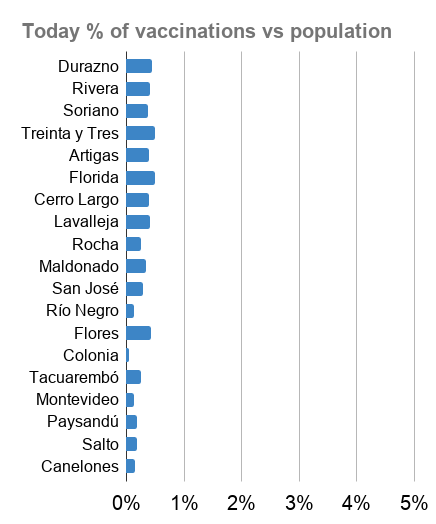 Today % of vaccinations vs population
Durazno
Rivera
Soriano
Treinta y Tres
Artigas
Florida
Cerro Largo
Lavalleja
Rocha
Maldonado
San José
Río Negro
Flores
Colonia
Tacuarembó
Montevideo
Paysandú
Salto
Canelones
0% 1% 2% 3% 4% 5%